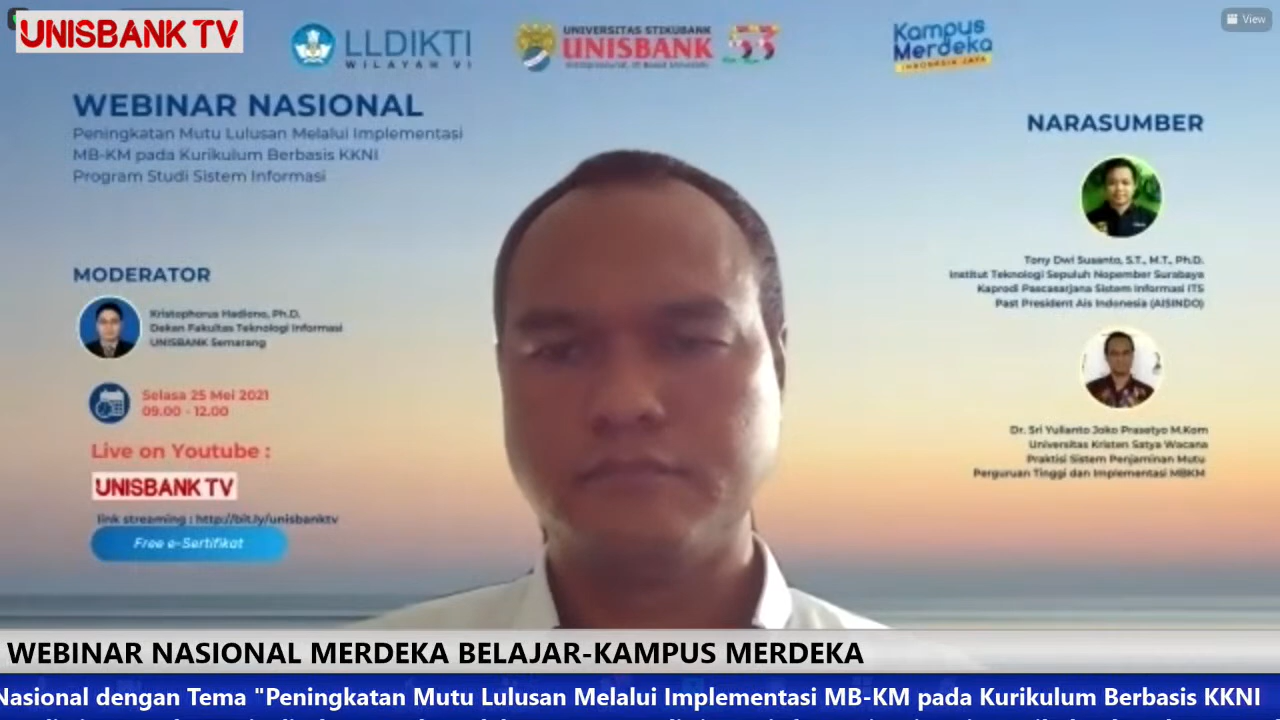 UNISBANK TV
LLDIKTI
WILAYAH VI
UNIVERSITAS STIKUBANK
UNISBANK
53
Kampus
Merdeka
INDONESIA JAYA
View
WEBINAR NASIONAL
Peningkatan Mutu Lulusan Melalui Implementasi
MB-KM pada Kurikulum Berbasis KKNI
Program Studi Sistem Informasi
MODERATOR
Kristophorus Hadiono, Ph.D.
Dekan Fakultas Teknologi Informasi
UNISBANK Semarang
Selasa 25 Mei 2021
09.00 - 12.00
Live on Youtube :
UNISBANK TV
link streaming : http://bit.ly/unisbanktv
Free e-Sertifikat
NARASUMBER
Tony Dwi Susanto, S.T., M.T., Ph.D.
Institut Teknologi Sepuluh Nopember Surabaya
Kaprodi Pascasarjana Sistem Informasi ITS
Past President Ais Indonesia (AISINDO)
Dr. Sri Yulianto Joko Prasetyo M.Kom
Universitas Kristen Satya Wacana
Praktisi Sistem Penjaminan Mutu
Perguruan Tinggi dan Implementasi MBKM
WEBINAR NASIONAL MERDEKA BELAJAR-KAMPUS MERDEKA
Nasional dengan Tema "Peningkatan Mutu Lulusan Melalui Implementasi MB-KM pada Kurikulum Berbasis KKNI